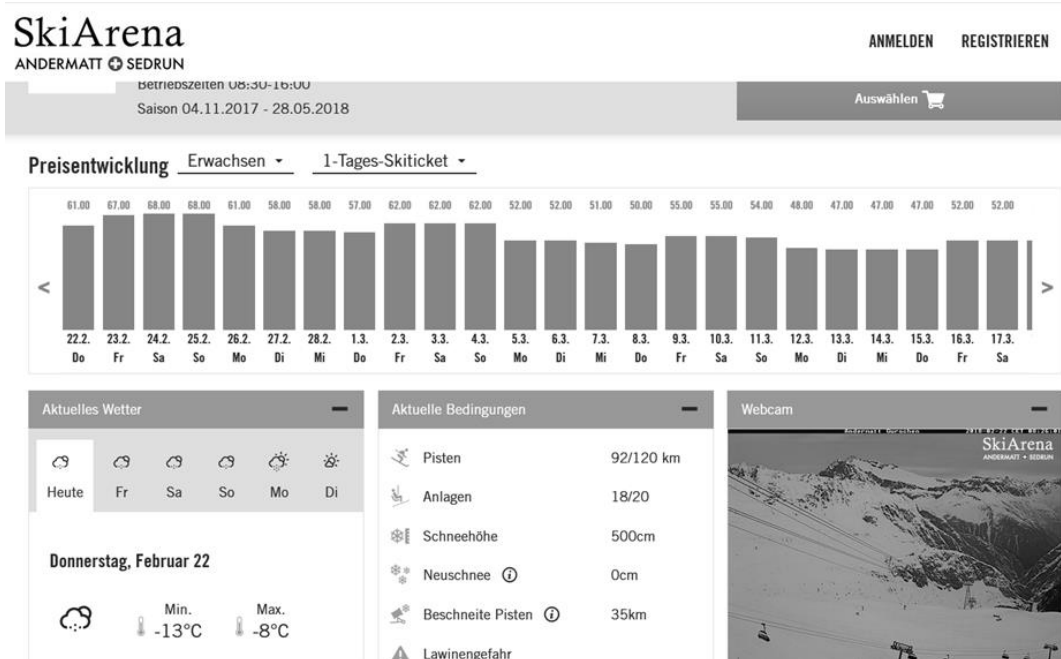 SkiArena
ANDERMATT SEDRUN
ANMELDEN REGISTRIEREN
Betriebszeiten 08:30-16:00
Saison 04.11.2017 - 28.05.2018
Auswählen
Preisentwicklung Erwachsen 1-Tages-Skiticket
61.00 67.00 68.00 68.00 61.00 58.00 58.00 57.00 62.00 62.00 62.00 52.00 52.00 51.00 50.00 55.00 55.00 54.00 48.00 47.00 47.00 47.00 52.00 52.00
< >
22.2. 23.2. 24.2. 25.2. 26.2. 27.2. 28.2. 1.3. 2.3. 3.3. 4.3. 5.3. 6.3. 7.3. 8.3. 9.3. 10.3. 11.3. 12.3. 13.3. 14.3. 15.3. 16.3. 17.3.
Do Fr Sa So Mo Di Mi Do Fr Sa So Mo Di Mi Do Fr Sa So Mo Di Mi Do Fr Sa
Aktuelles Wetter
Heute Fr Sa So Mo Di
Donnerstag, Februar 22
Min. Max.
-13°C -8°C
Aktuelle Bedingungen
Pisten 92/120 km
Anlagen 18/20
Schneehöhe 500cm
Neuschnee i 0cm
Beschneite Pisten i 35km
Lawinengefahr
Webcam
Andermatt Gurschen
SkiArena
ANDERMATT SEDRUN